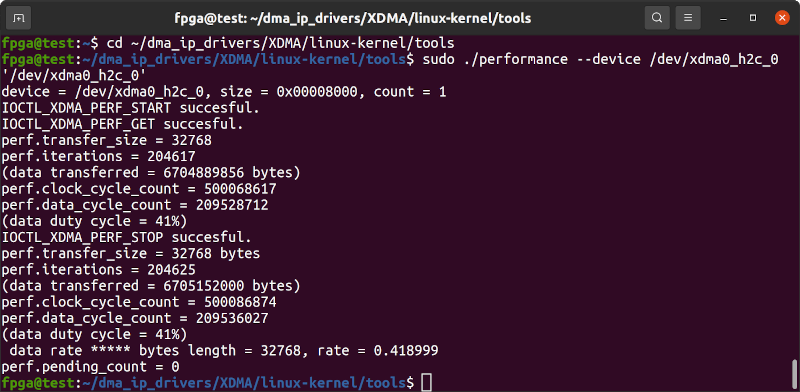 fpga@test: ~/dma_ip_drivers/XDMA/linux-kernel/tools
fpga@test:~$ cd ~/dma_ip_drivers/XDMA/linux-kernel/tools
fpga@test:~/dma_ip_drivers/XDMA/linux-kernel/tools$ sudo ./performance --device /dev/xdma0_h2c_0
'/dev/xdma0_h2c_0'
device = /dev/xdma0_h2c_0, size = 0x00008000, count = 1
IOCTL_XDMA_PERF_START succesful.
IOCTL_XDMA_PERF_GET succesful.
perf.transfer_size = 32768
perf.iterations = 204617
(data transferred = 6704889856 bytes)
perf.clock_cycle_count = 500068617
perf.data_cycle_count = 209528712
(data duty cycle = 41%)
IOCTL_XDMA_PERF_STOP succesful.
perf.transfer_size = 32768 bytes
perf.iterations = 204625
(data transferred = 6705152000 bytes)
perf.clock_cycle_count = 500086874
perf.data_cycle_count = 209536027
(data duty cycle = 41%)
 data rate ***** bytes length = 32768, rate = 0.418999
perf.pending_count = 0
fpga@test:~/dma_ip_drivers/XDMA/linux-kernel/tools$